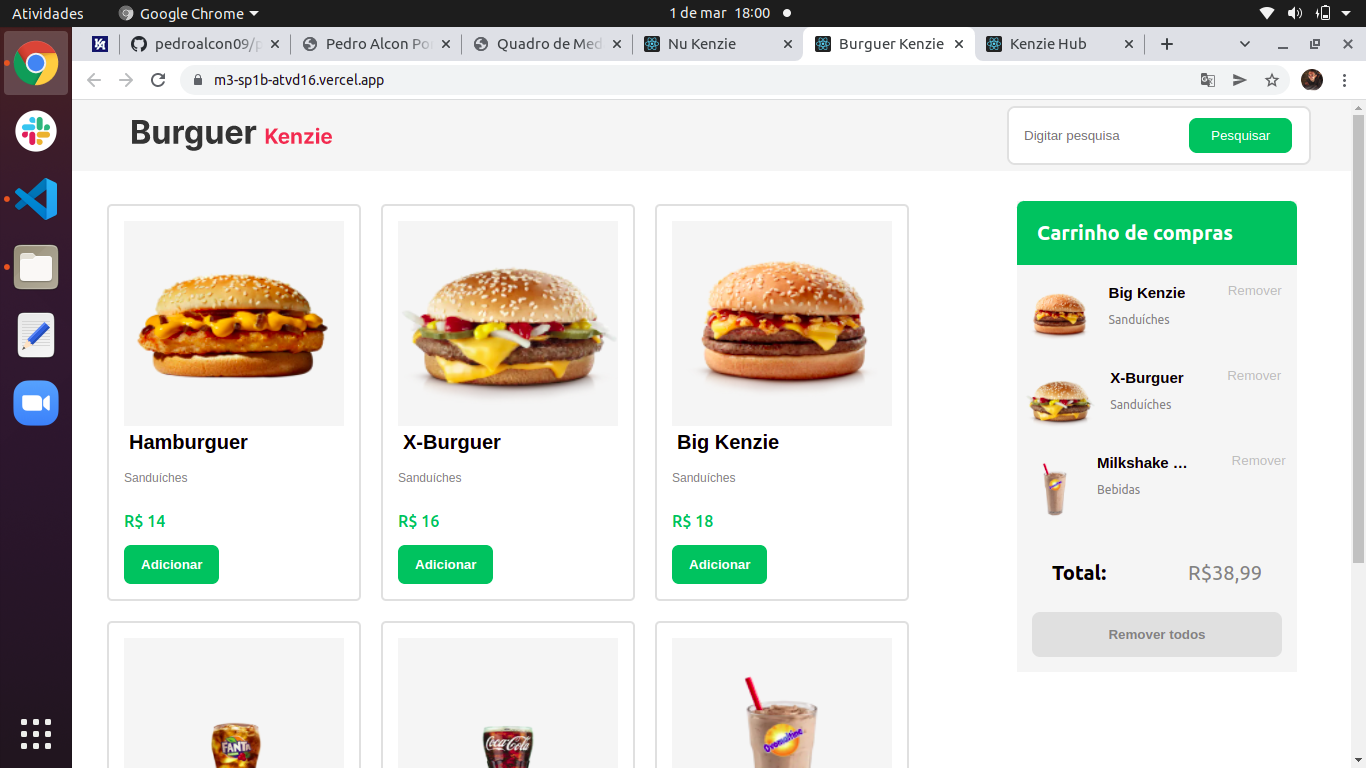 Atividades
Google Chrome
1 de mar 18:00
pedroalcon09/p
Pedro Alcon Po
Quadro de Med
Nu Kenzie
Burguer Kenzie
Kenzie Hub
m3-sp1b-atvd16.vercel.app
Burguer Kenzie
Digitar pesquisa
Pesquisar
Hamburguer
Sanduíches
R$ 14
Adicionar
X-Burguer
Sanduíches
R$ 16
Adicionar
Big Kenzie
Sanduíches
R$ 18
Adicionar
FANTA
Coca-Cola
Ovomaltine
Carrinho de compras
Big Kenzie
Remover
Sanduíches
X-Burguer
Remover
Sanduíches
Milkshake ...
Remover
Bebidas
Total:
R$38,99
Remover todos